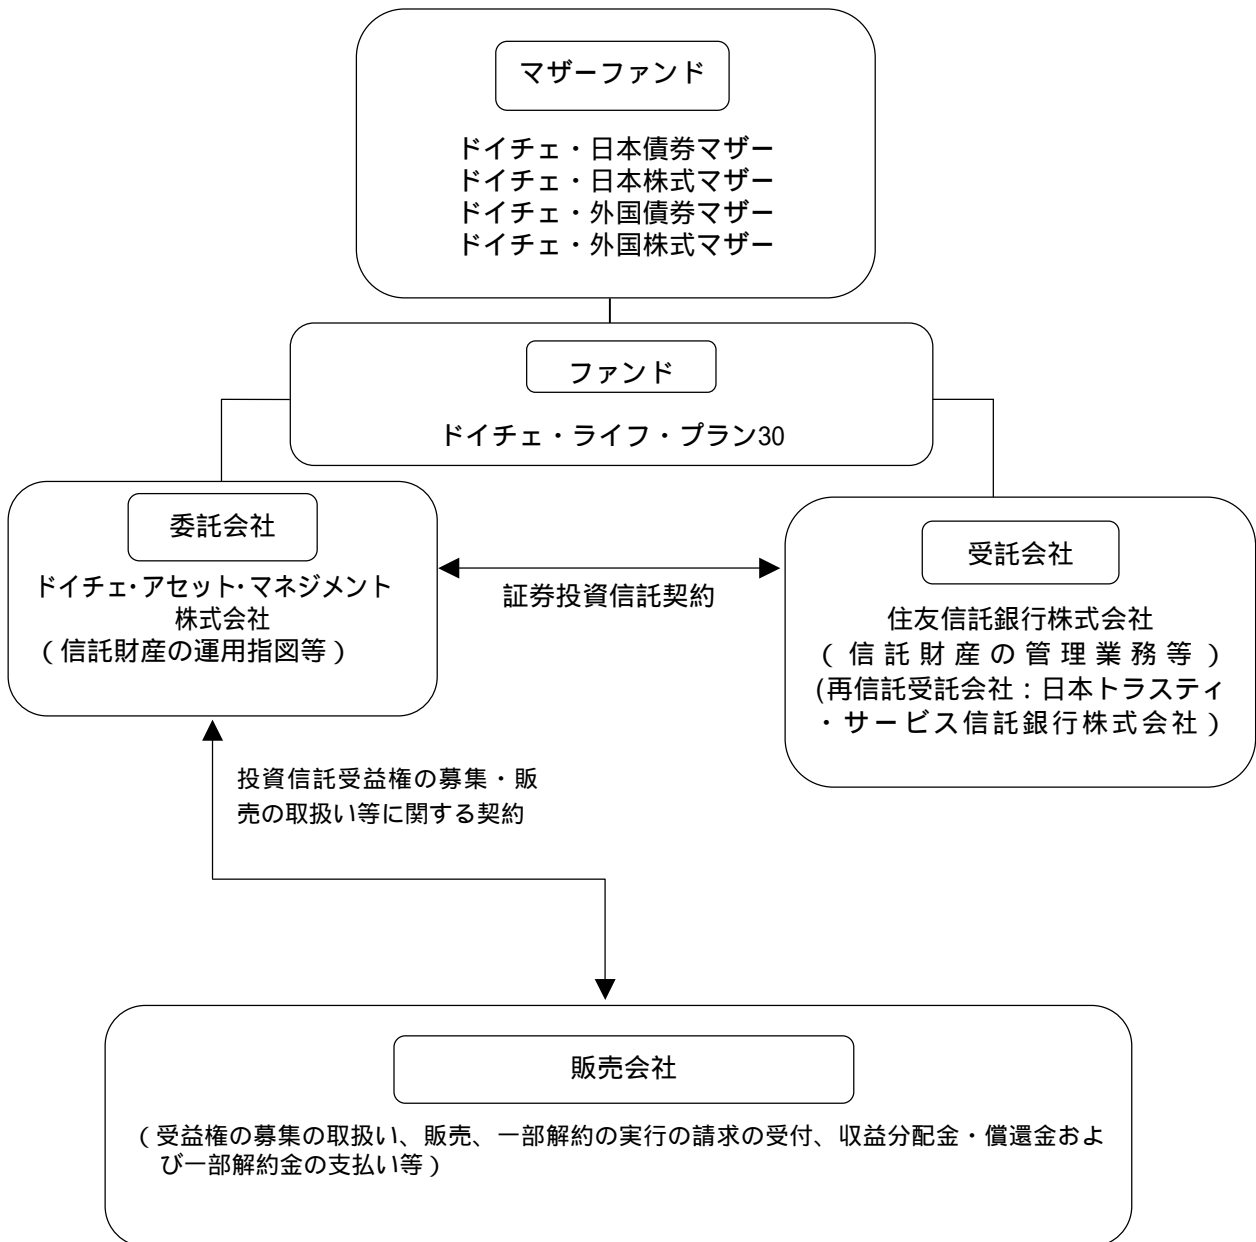 マザーファンド
ドイチェ・日本債券マザー
ドイチェ・日本株式マザー
ドイチェ・外国債券マザー
ドイチェ・外国株式マザー
ファンド
ドイチェ・ライフ・プラン30
委託会社
ドイチェ・アセット・マネジメント
株式会社
(信託財産の運用指図等)
証券投資信託契約
受託会社
住友信託銀行株式会社
(信託財産の管理業務等)
(再信託受託会社：日本トラスティ
・サービス信託銀行株式会社)
投資信託受益権の募集・販
売の取扱い等に関する契約
販売会社
(受益権の募集の取扱い、販売、一部解約の実行の請求の受付、収益分配金・償還金およ
び一部解約金の支払い等)